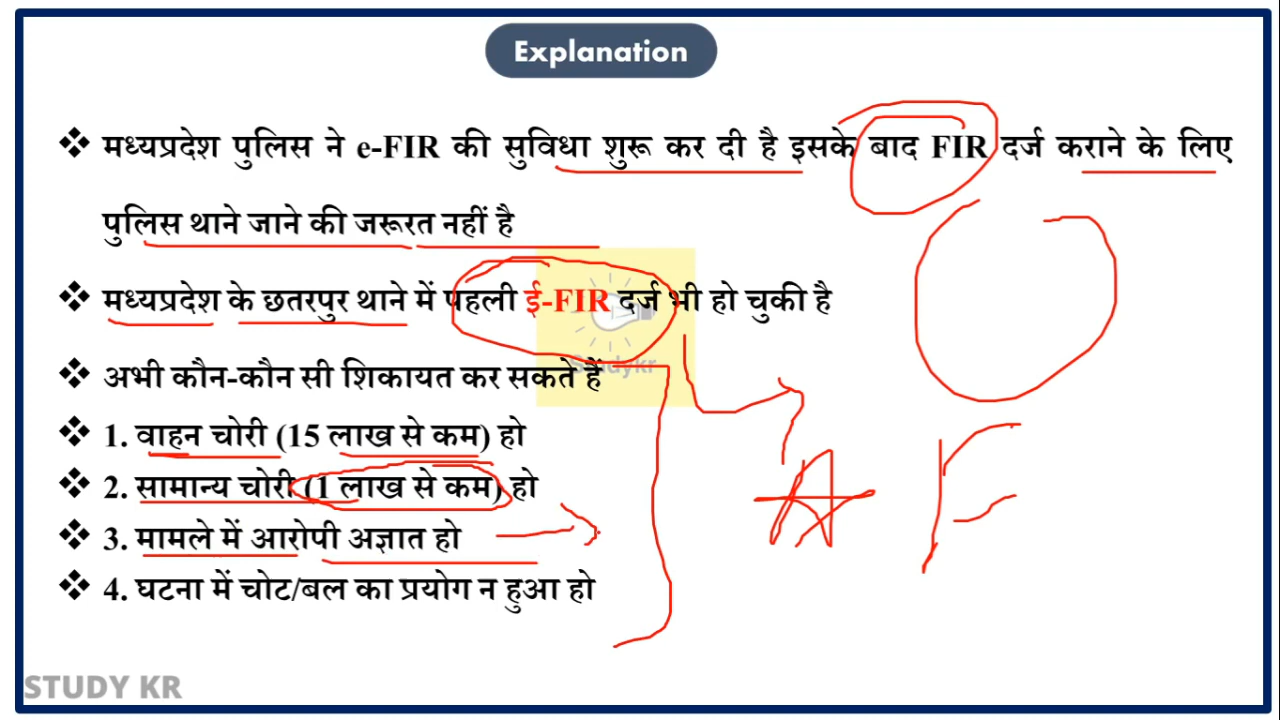 Explanation
❖ मध्यप्रदेश पुलिस ने e-FIR की सुविधा शुरू कर दी है इसके बाद FIR दर्ज कराने के लिए
पुलिस थाने जाने की जरूरत नहीं है
❖ मध्यप्रदेश के छतरपुर थाने में पहली ई-FIR दर्ज भी हो चुकी है
❖ अभी कौन-कौन सी शिकायत कर सकते हैं
❖ 1. वाहन चोरी (15 लाख से कम) हो
❖ 2. सामान्य चोरी (1 लाख से कम) हो
❖ 3. मामले में आरोपी अज्ञात हो
❖ 4. घटना में चोट/बल का प्रयोग न हुआ हो
Studykr
STUDY KR